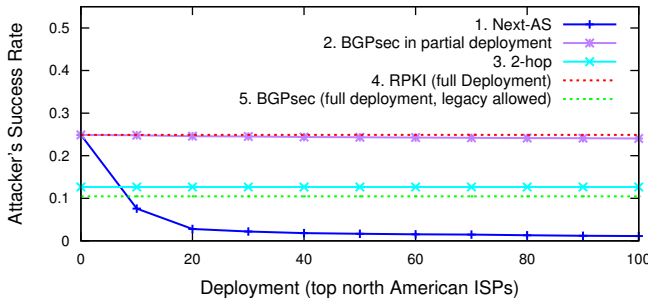 1. Next-AS
2. BGPsec in partial deployment
3. 2-hop
4. RPKI (full Deployment)
5. BGPsec (full deployment, legacy allowed)
Attacker's Success Rate
0.5
0.4
0.3
0.2
0.1
0
0 20 40 60 80 100
Deployment (top north American ISPs)